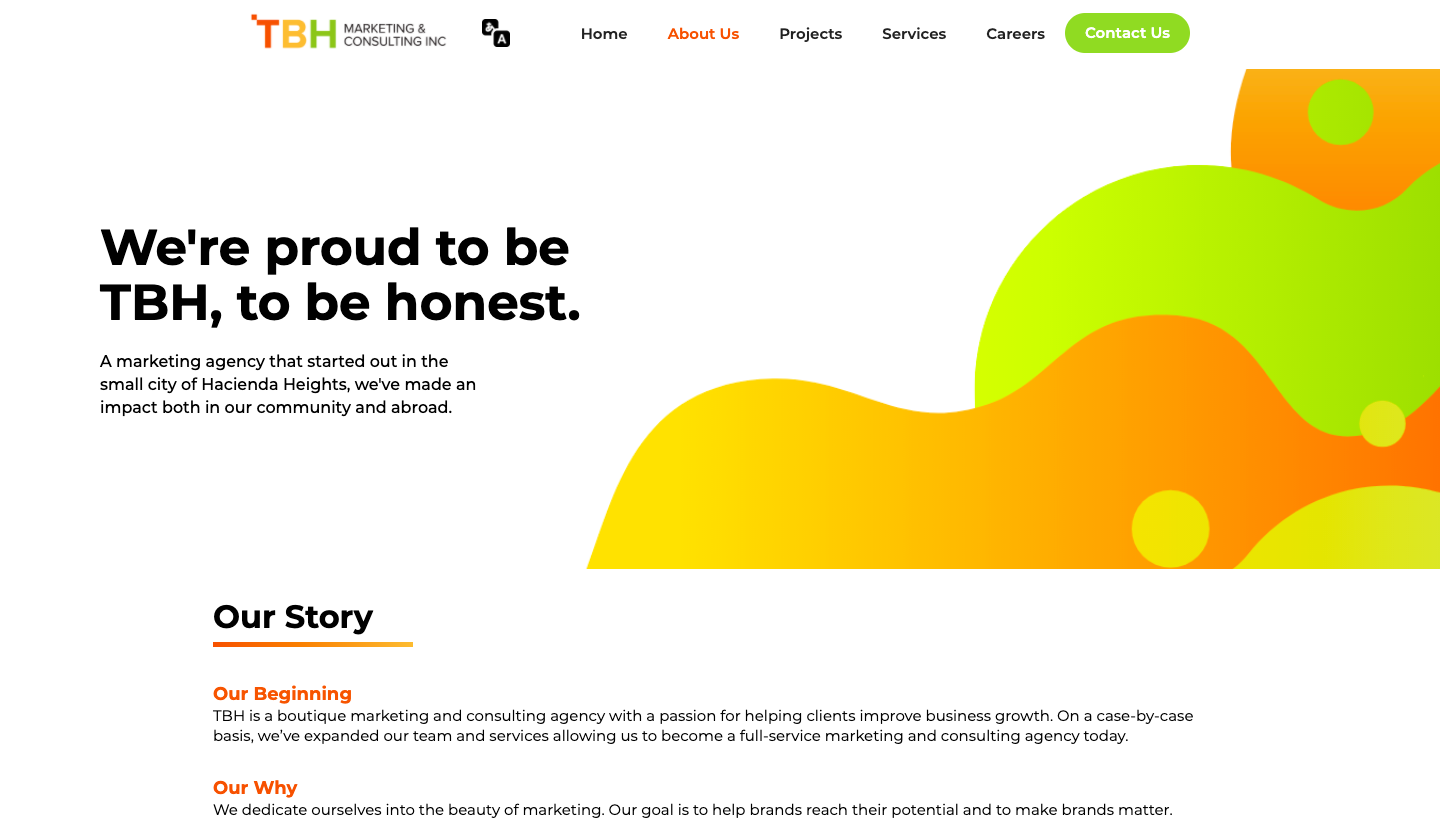 TBH MARKETING &
CONSULTING INC
A
Home
About Us
Projects
Services
Careers
Contact Us
We're proud to be
TBH, to be honest.
A marketing agency that started out in the
small city of Hacienda Heights, we've made an
impact both in our community and abroad.
Our Story
Our Beginning
TBH is a boutique marketing and consulting agency with a passion for helping clients improve business growth. On a case-by-case
basis, we’ve expanded our team and services allowing us to become a full-service marketing and consulting agency today.
Our Why
We dedicate ourselves into the beauty of marketing. Our goal is to help brands reach their potential and to make brands matter.